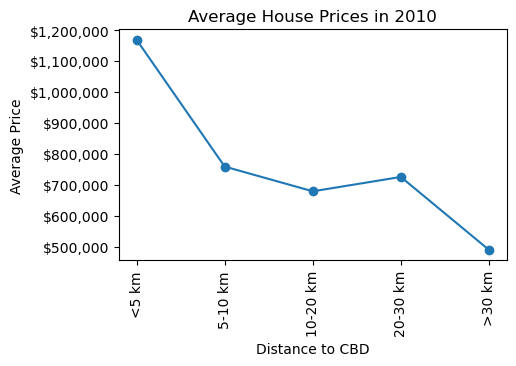 Average House Prices in 2010
Average Price
$1,200,000
$1,100,000
$1,000,000
$900,000
$800,000
$700,000
$600,000
$500,000
<5 km
5-10 km
10-20 km
20-30 km
>30 km
Distance to CBD